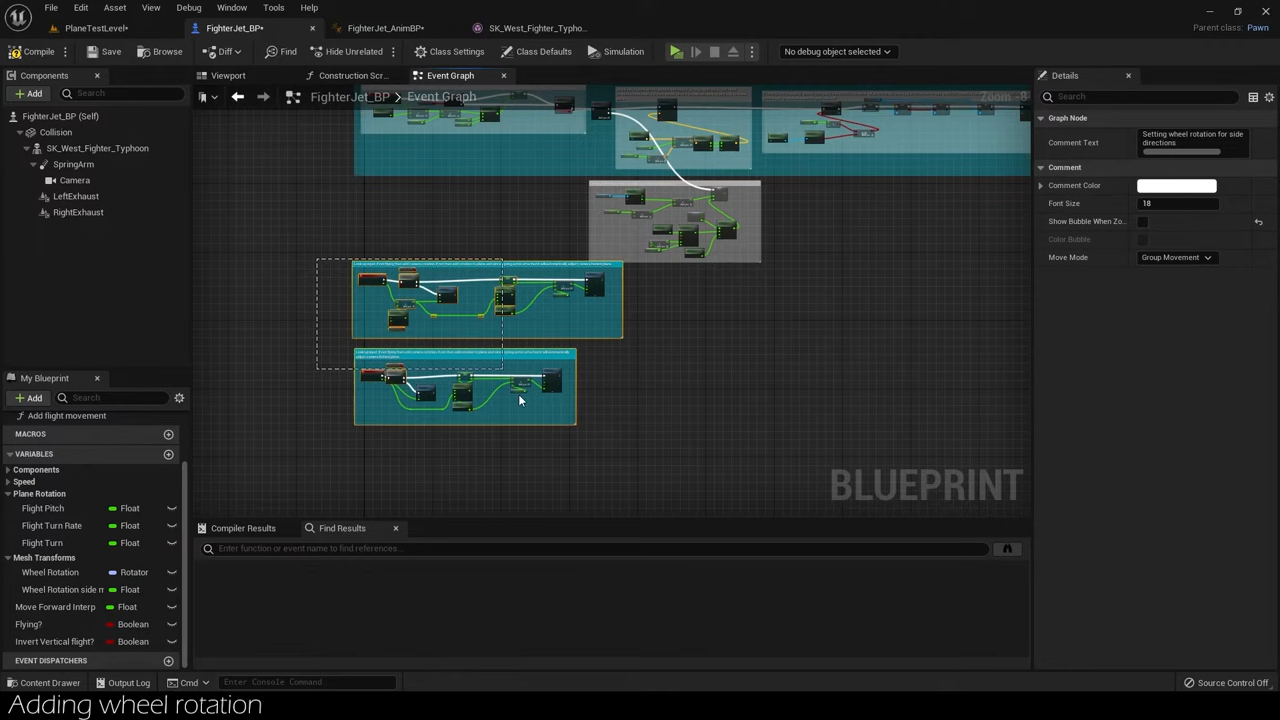 File Edit Asset View Debug Window Tools Help
PlaneTestLevel•
FighterJet_BP•
FighterJet_AnimBP•
SK_West_Fighter_Typhoo...
Parent class: Pawn
Compile
Save
Browse
Diff
Find
Hide Unrelated
Class Settings
Class Defaults
Simulation
No debug object selected
Components
Viewport
Construction Scr...
Event Graph
Details
Add
Search
FighterJet_BP > Event Graph
Zoom -8
Search
FighterJet_BP (Self)
Collision
SK_West_Fighter_Typhoon
SpringArm
Camera
LeftExhaust
RightExhaust
Graph Node
Comment Text
Setting wheel rotation for side directions
Comment
Comment Color
Font Size
18
Show Bubble When Zo...
Color Bubble
Move Mode
Group Movement
My Blueprint
Add
Search
Add flight movement
MACROS
VARIABLES
Components
Speed
Plane Rotation
Flight Pitch Float
Flight Turn Rate Float
Flight Turn Float
Mesh Transforms
Wheel Rotation Rotator
Wheel Rotation side m Float
Move Forward Interp Float
Flying? Boolean
Invert Vertical flight? Boolean
EVENT DISPATCHERS
BLUEPRINT
Compiler Results
Find Results
Enter function or event name to find references...
Content Drawer
Output Log
Cmd
Enter Console Command
Source Control Off
Adding wheel rotation